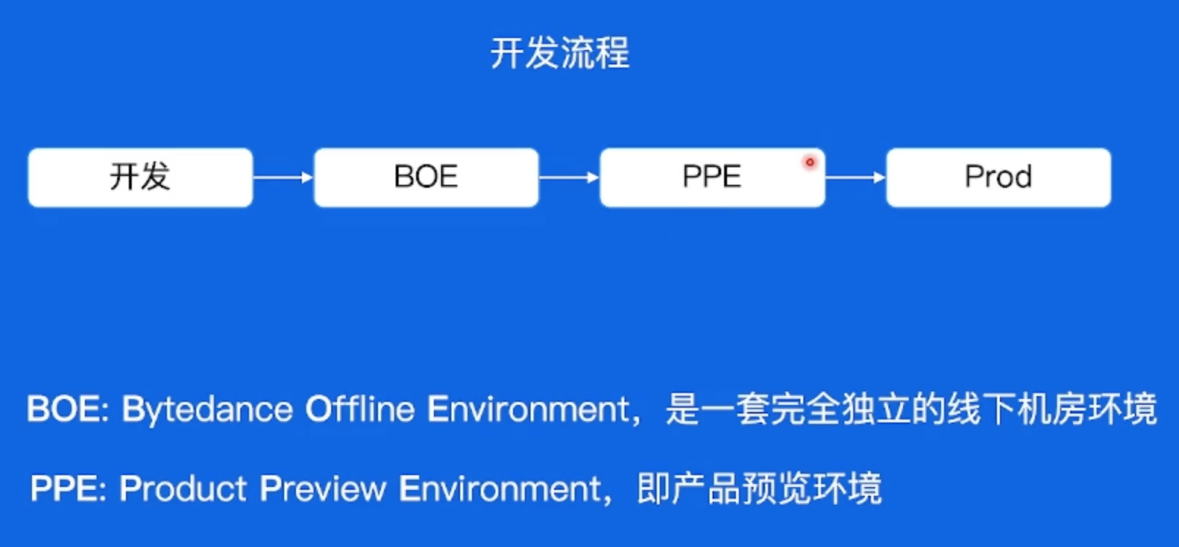 开发流程
开发
BOE
PPE
Prod
BOE: Bytedance Offline Environment，是一套完全独立的线下机房环境
PPE: Product Preview Environment，即产品预览环境